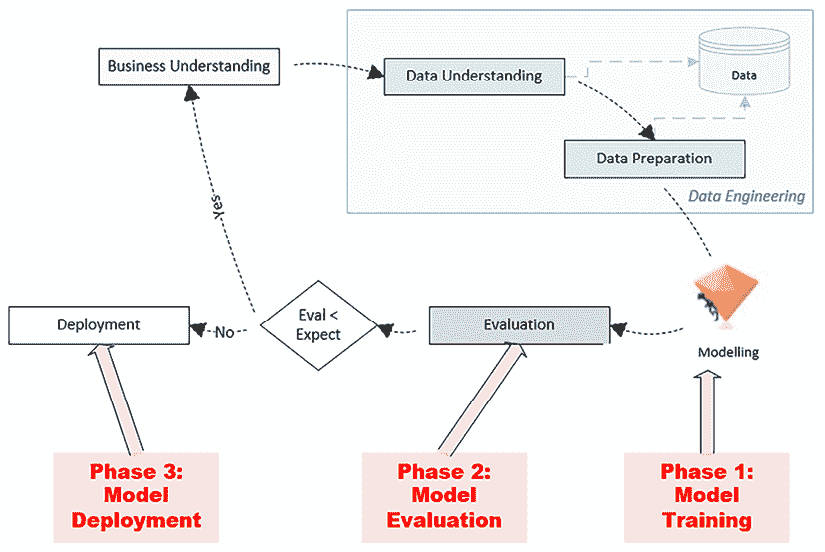 Business Understanding
Data Understanding
Data
Data Preparation
Data Engineering
Yes
Deployment
No
Eval <
Expect
Evaluation
Modelling
Phase 3:
Model
Deployment
Phase 2:
Model
Evaluation
Phase 1:
Model
Training